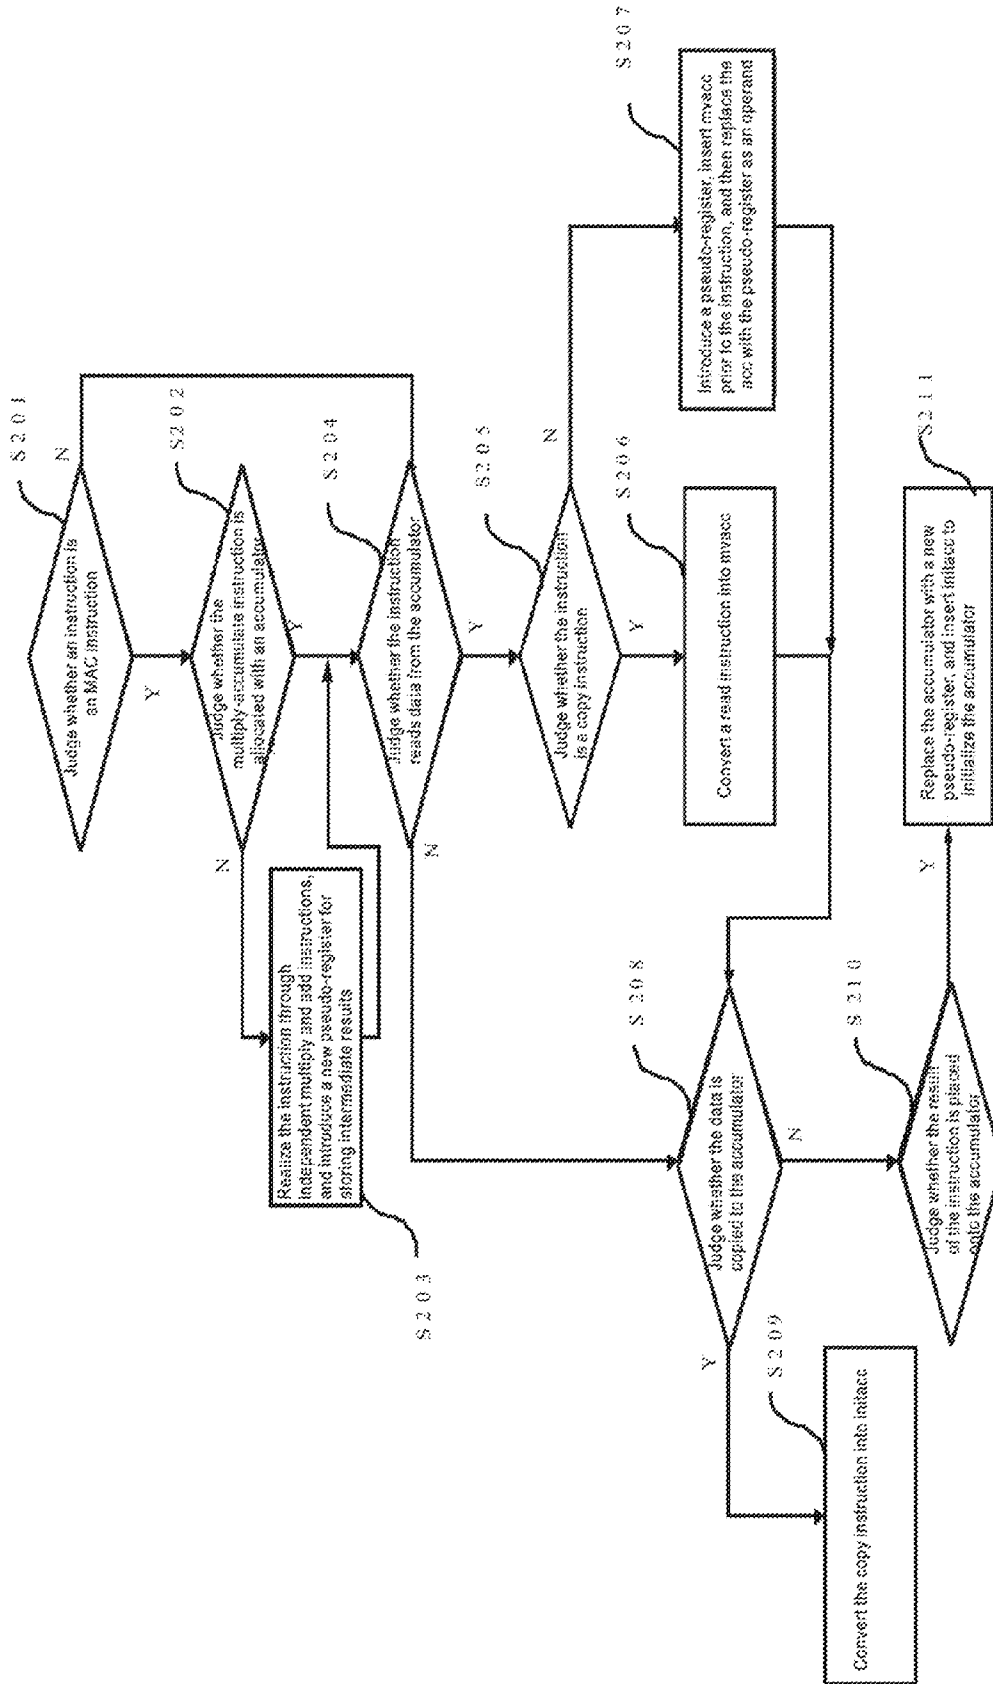 S201
Judge whether an instruction is
an MAC instruction
N
Y
S202
Judge whether the
multiply-accumulate instruction is
allocated with an accumulator
Y
N
Realize the instruction through
independent multiply and add instructions,
and introduce a new pseudo-register for
storing intermediate results
S203
S204
Judge whether the instruction
reads data from the accumulator
Y
N
S205
Judge whether the instruction
is a copy instruction
N
Y
S206
Convert a read instruction into mvacc
S207
Introduce a pseudo-register, insert mvacc
prior to the instruction, and then replace the
acc with the pseudo-register as an operand
S208
Judge whether the data is
copied to the accumulator
Y
N
S209
Convert the copy instruction into initacc
S210
Judge whether the result
of the instruction is placed
onto the accumulator
Y
S211
Replace the accumulator with a new
pseudo-register, and insert initacc to
initialize the accumulator